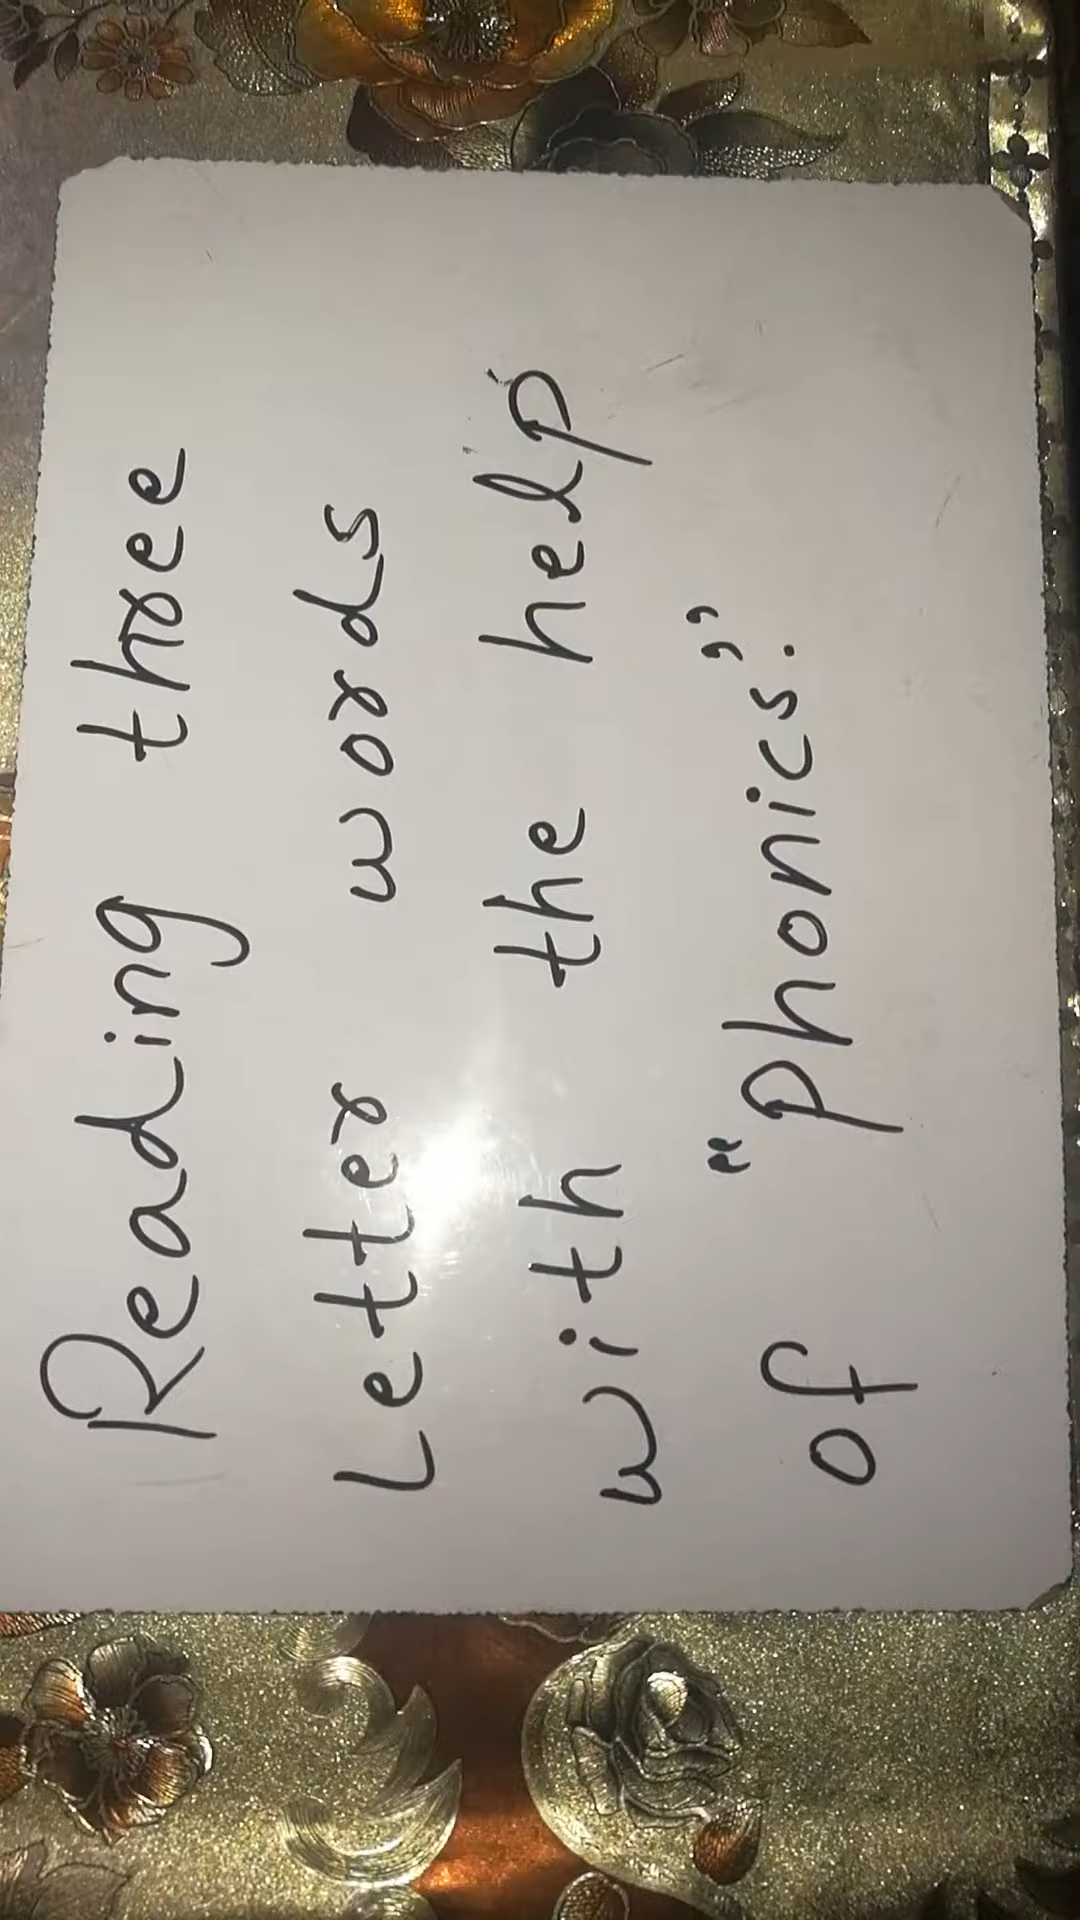 Reading three
Letter words
with the help
of "Phonics".